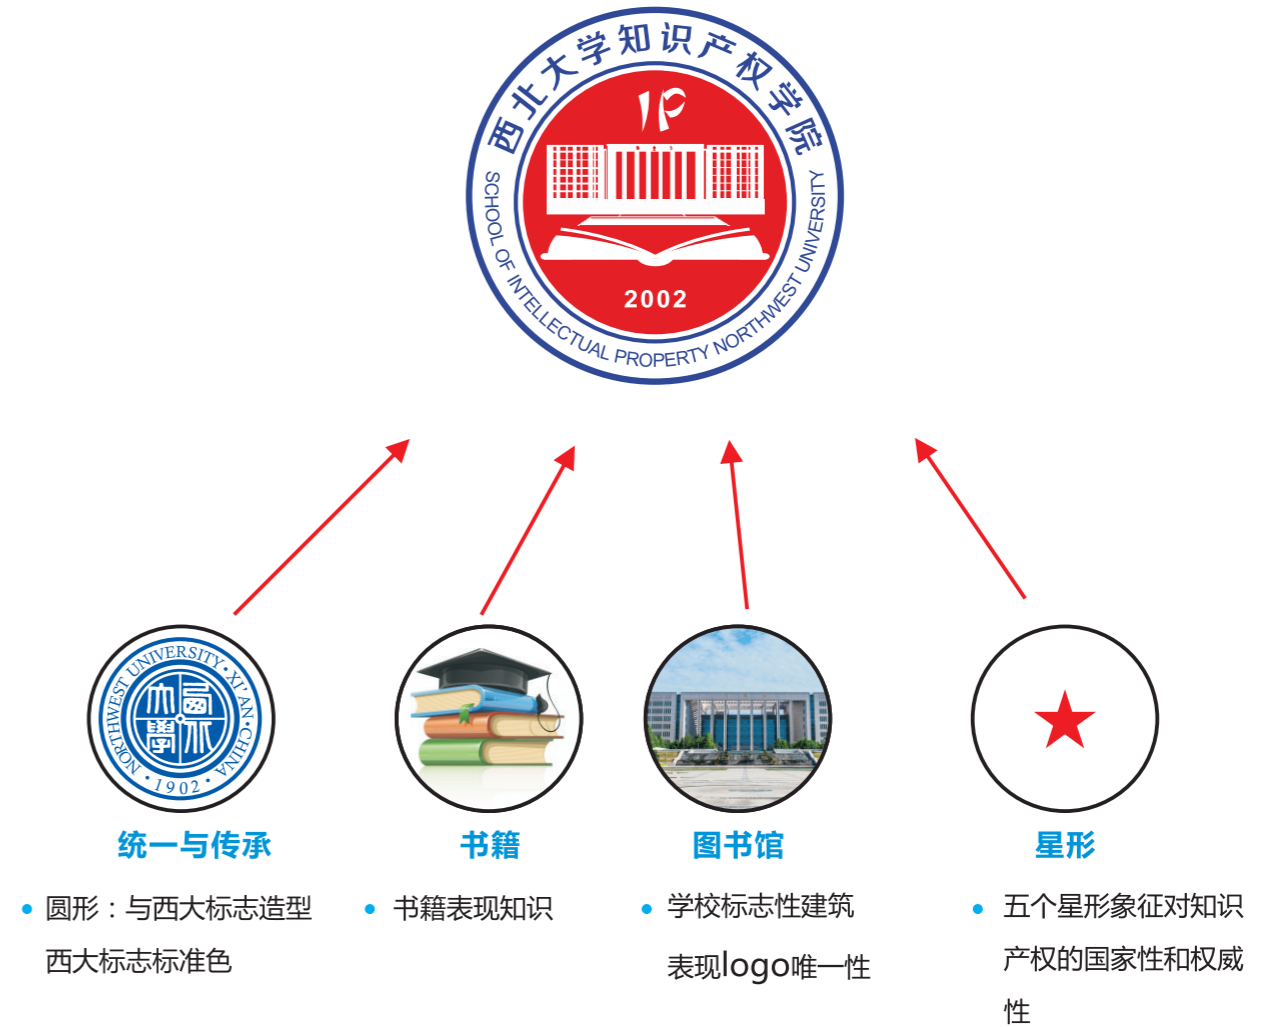 西北大学知识产权学院
IP
SCHOOL OF INTELLECTUAL PROPERTY NORTHWEST UNIVERSITY
2002
NORTHWEST UNIVERSITY·XI'AN·CHINA
·1902·
西北
大學
统一与传承
书籍
图书馆
星形
圆形：与西大标志造型
西大标志标准色
书籍表现知识
学校标志性建筑
表现logo唯一性
五个星形象征对知识
产权的国家性和权威
性